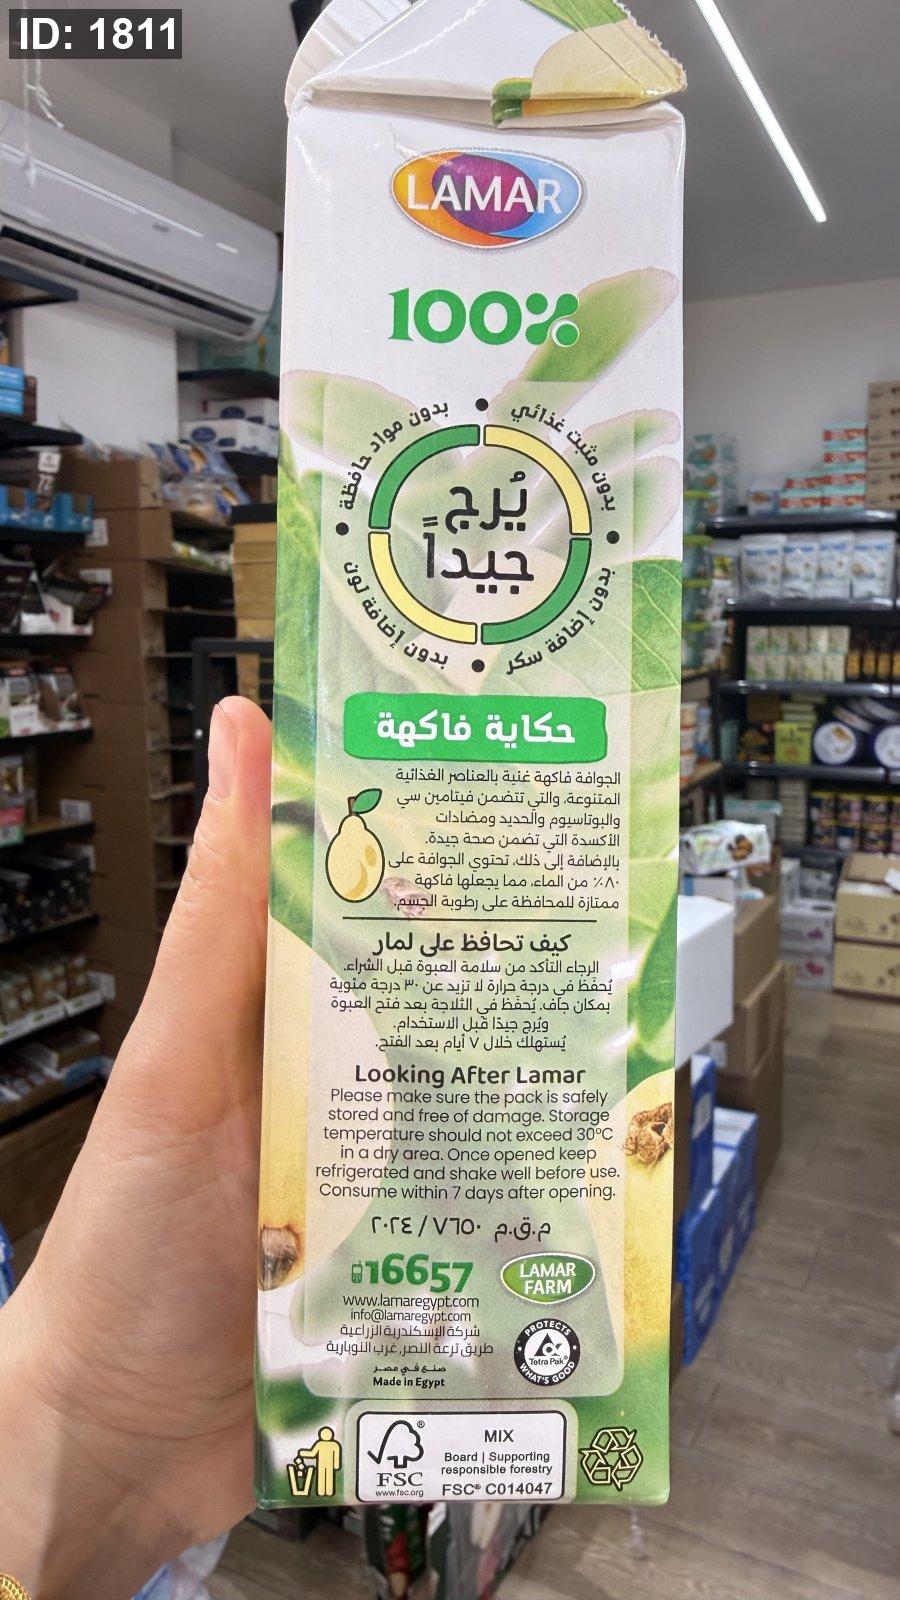 ID: 1811
LAMAR
100%
بدون مواد حافظة
بدون مثبت غذائي
بدون إضافة لون
بدون إضافة سكر
يُرج
جيداً
حكاية فاكهة
الجوافة فاكهة غنية بالعناصر الغذائية
المتنوعة، والتي تتضمن فيتامين سي
والبوتاسيوم والحديد ومضادات
الأكسدة التي تضمن صحة جيدة.
بالإضافة إلى ذلك، تحتوي الجوافة على
٨٠٪ من الماء، مما يجعلها فاكهة
ممتازة للمحافظة على رطوبة الجسم.
كيف تحافظ على لمار
الرجاء التأكد من سلامة العبوة قبل الشراء.
يُحفَظ في درجة حرارة لا تزيد عن ٣٠ درجة مئوية
بمكان جاف. يُحفَظ في الثلاجة بعد فتح العبوة
ويُرج جيدًا قبل الاستخدام.
يُستهلك خلال ٧ أيام بعد الفتح.
Looking After Lamar
Please make sure the pack is safely
stored and free of damage. Storage
temperature should not exceed 30°C
in a dry area. Once opened keep
refrigerated and shake well before use.
Consume within 7 days after opening.
م.ق.م ٧٦٥٠ / ٢٠٢٤
16657
www.lamaregypt.com
info@lamaregypt.com
شركة الإسكندرية الزراعية
طريق ترعة النصر، غرب النوبارية
صنع في مصر
Made in Egypt
LAMAR
FARM
PROTECTS
Tetra Pak®
WHAT'S GOOD
FSC®
www.fsc.org
MIX
Board | Supporting
responsible forestry
FSC® C014047